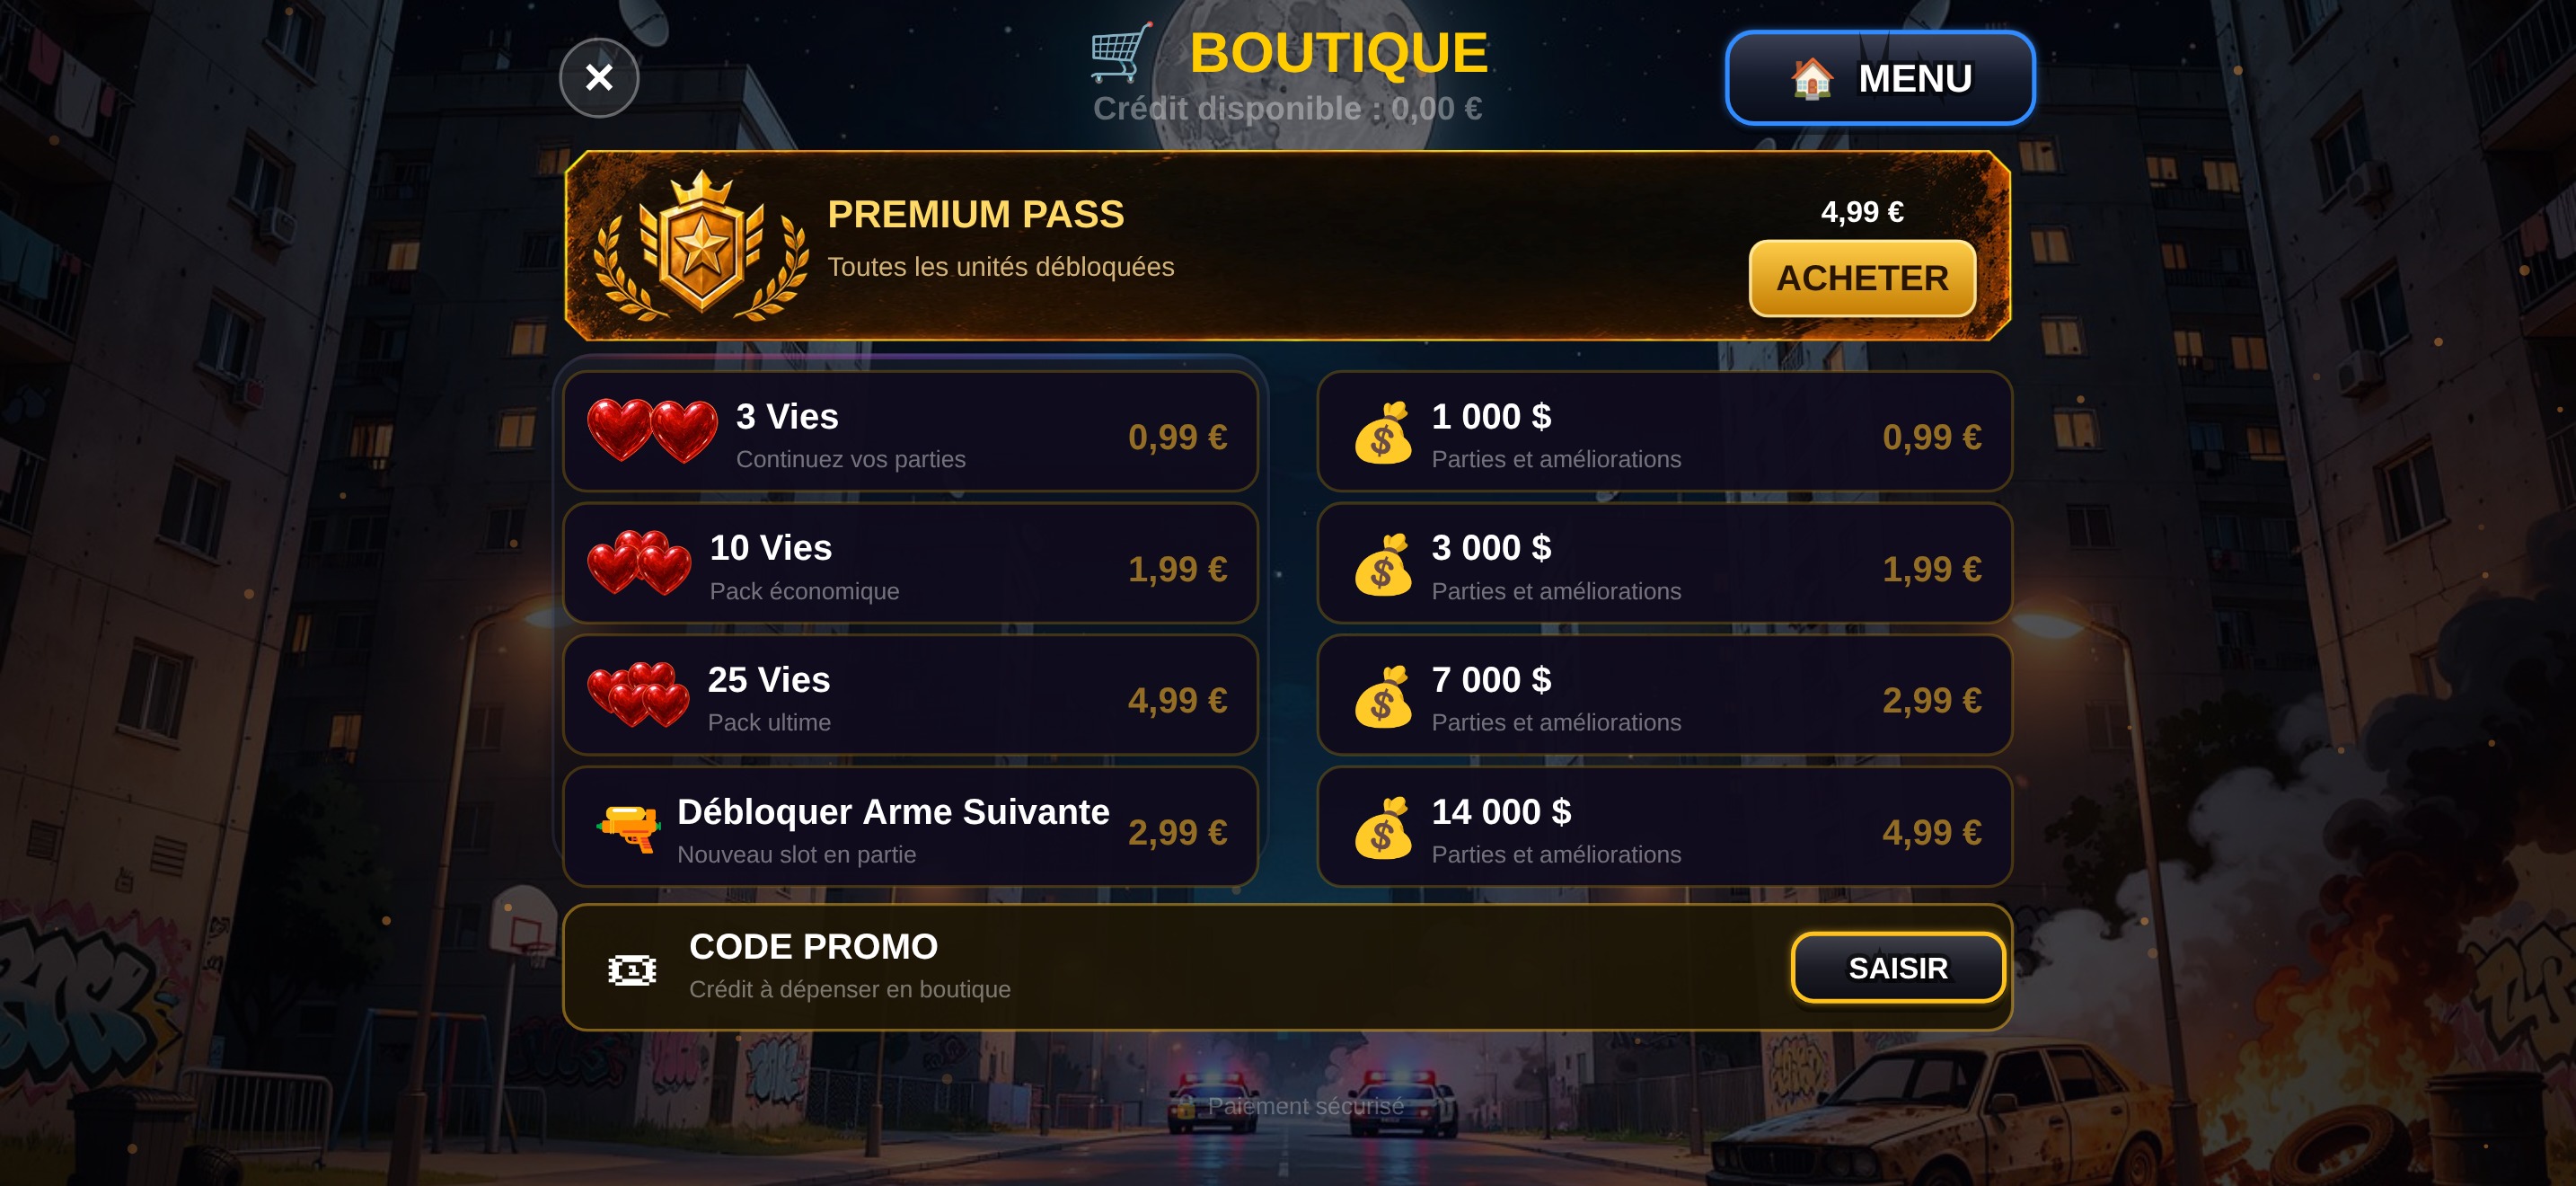 BOUTIQUE
Crédit disponible : 0,00 €
MENU
PREMIUM PASS
Toutes les unités débloquées
4,99 €
ACHETER
3 Vies
Continuez vos parties
0,99 €
1 000 $
Parties et améliorations
0,99 €
10 Vies
Pack économique
1,99 €
3 000 $
Parties et améliorations
1,99 €
25 Vies
Pack ultime
4,99 €
7 000 $
Parties et améliorations
2,99 €
Débloquer Arme Suivante
Nouveau slot en partie
2,99 €
14 000 $
Parties et améliorations
4,99 €
CODE PROMO
Crédit à dépenser en boutique
SAISIR
Paiement sécurisé